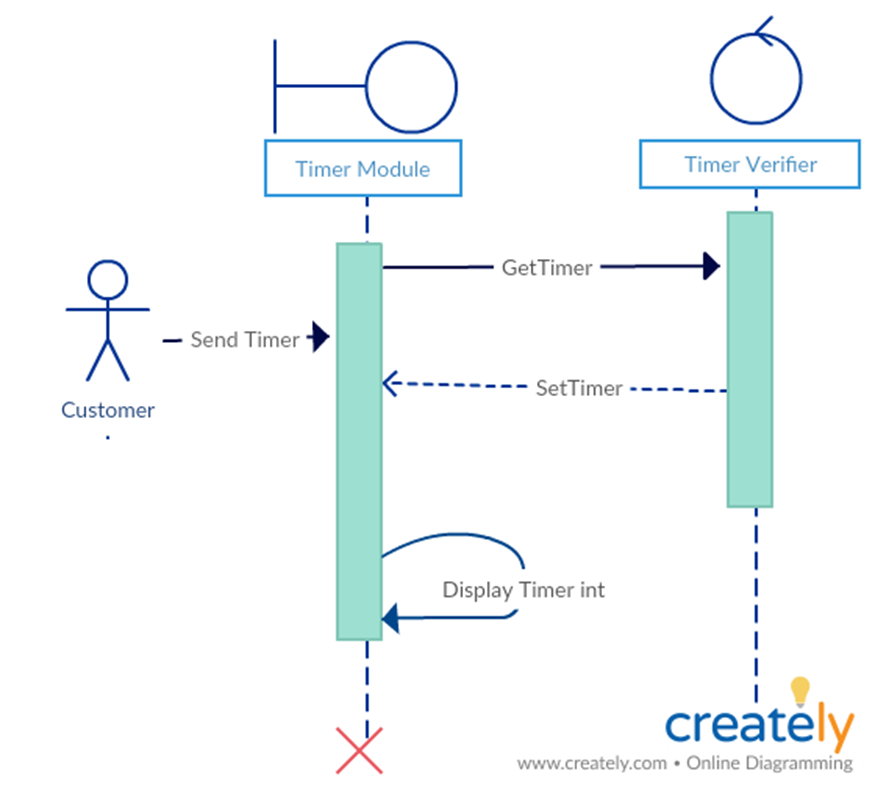 Timer Module
Timer Verifier
GetTimer
Send Timer
SetTimer
Customer
Display Timer int
creately
www.creately.com • Online Diagramming